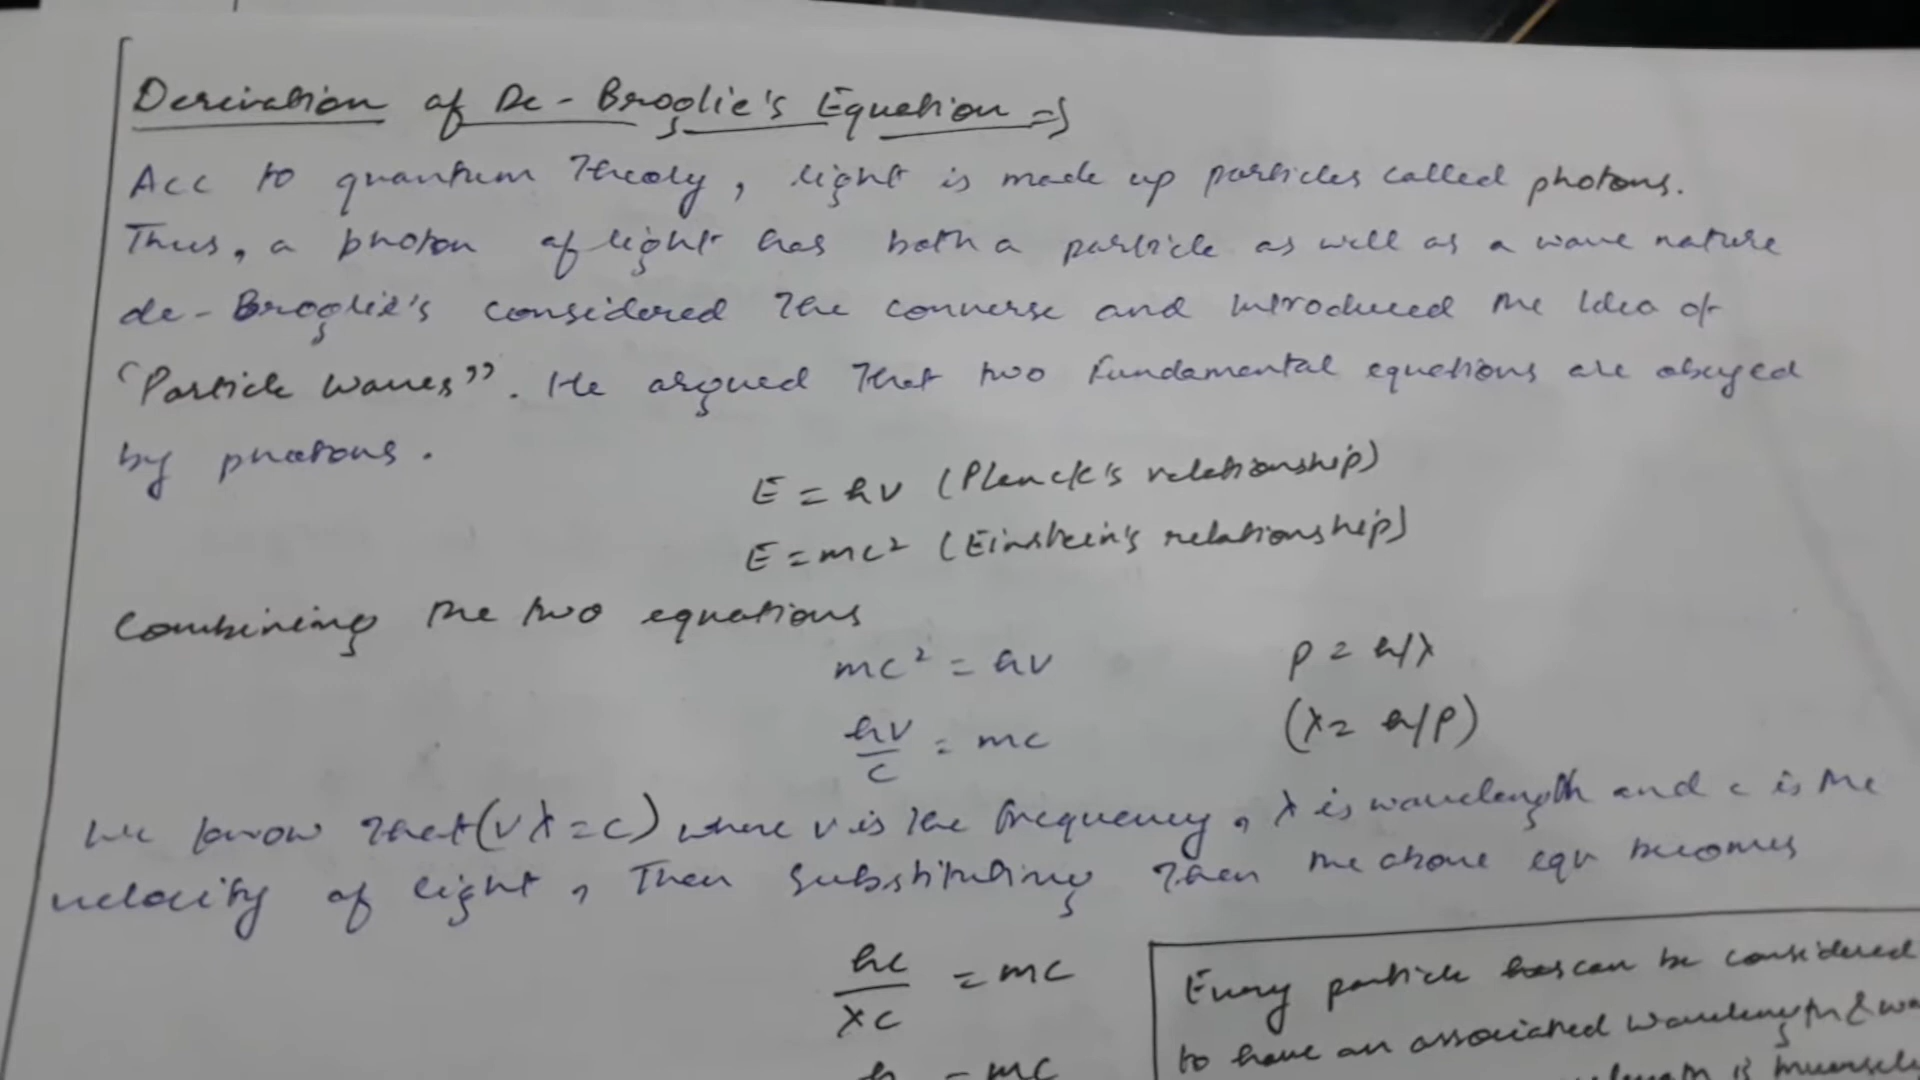 Derivation of De-Broglie's Equation =>
Acc to quantum theory, light is made up particles called photons.
Thus, a photon of light has both a particle as well as a wave nature
de-Broglie's considered the converse and introduced the idea of
"Particle waves". He argued that two fundamental equations are obeyed
by photons.
E = hν (Planck's relationship)
E = mc² (Einstein's relationship)
Combining the two equations
mc² = hν
p = h/λ
hν/c = mc
(λ = h/p)
We know that (νλ = c) where ν is the frequency, λ is wavelength and c is the
velocity of light, Then substituting then the above eqn becomes
hc/λc = mc
Every particle can be considered
to have an associated wavelength &
= mc
is inversely